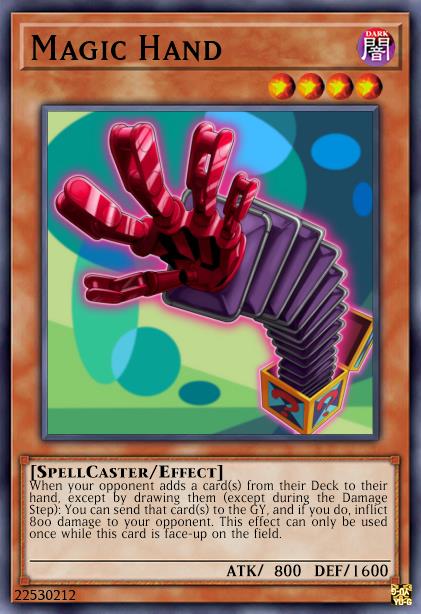 Magic Hand
DARK
闇
[SpellCaster/Effect]
When your opponent adds a card(s) from their Deck to their
hand, except by drawing them (except during the Damage
Step): You can send that card(s) to the GY, and if you do, inflict
800 damage to your opponent. This effect can only be used
once while this card is face-up on the field.
ATK/ 800 DEF/1600
22530212